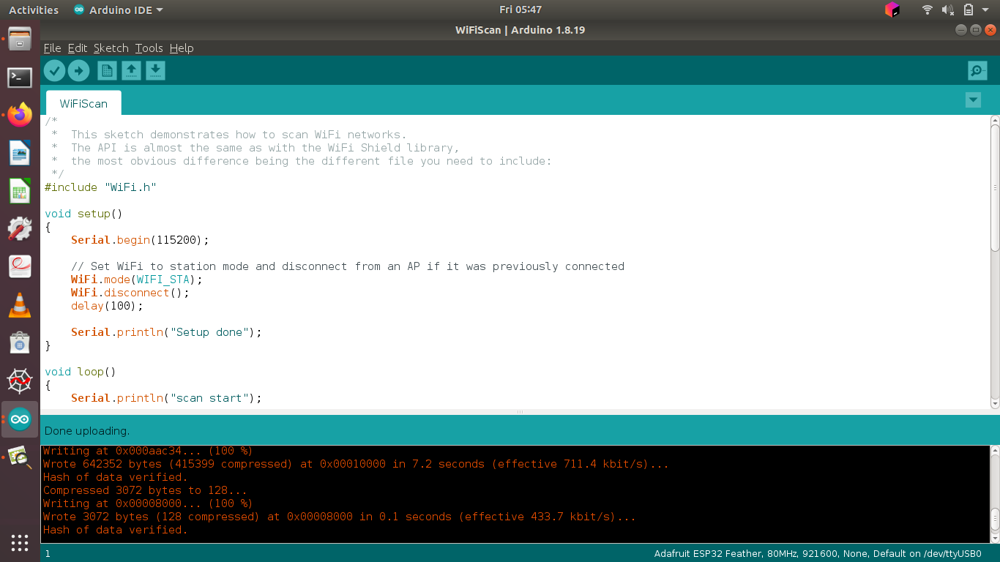 Activities Arduino IDE Fri 05:47
WiFiScan | Arduino 1.8.19
File Edit Sketch Tools Help
WiFiScan
/*
 *  This sketch demonstrates how to scan WiFi networks.
 *  The API is almost the same as with the WiFi Shield library,
 *  the most obvious difference being the different file you need to include:
 */
#include "WiFi.h"
void setup()
{
    Serial.begin(115200);
    // Set WiFi to station mode and disconnect from an AP if it was previously connected
    WiFi.mode(WIFI_STA);
    WiFi.disconnect();
    delay(100);
    Serial.println("Setup done");
}
void loop()
{
    Serial.println("scan start");
Done uploading.
Writing at 0x000aac34... (100 %)
Wrote 642352 bytes (415399 compressed) at 0x00010000 in 7.2 seconds (effective 711.4 kbit/s)...
Hash of data verified.
Compressed 3072 bytes to 128...
Writing at 0x00008000... (100 %)
Wrote 3072 bytes (128 compressed) at 0x00008000 in 0.1 seconds (effective 433.7 kbit/s)...
Hash of data verified.
1 Adafruit ESP32 Feather, 80MHz, 921600, None, Default on /dev/ttyUSB0